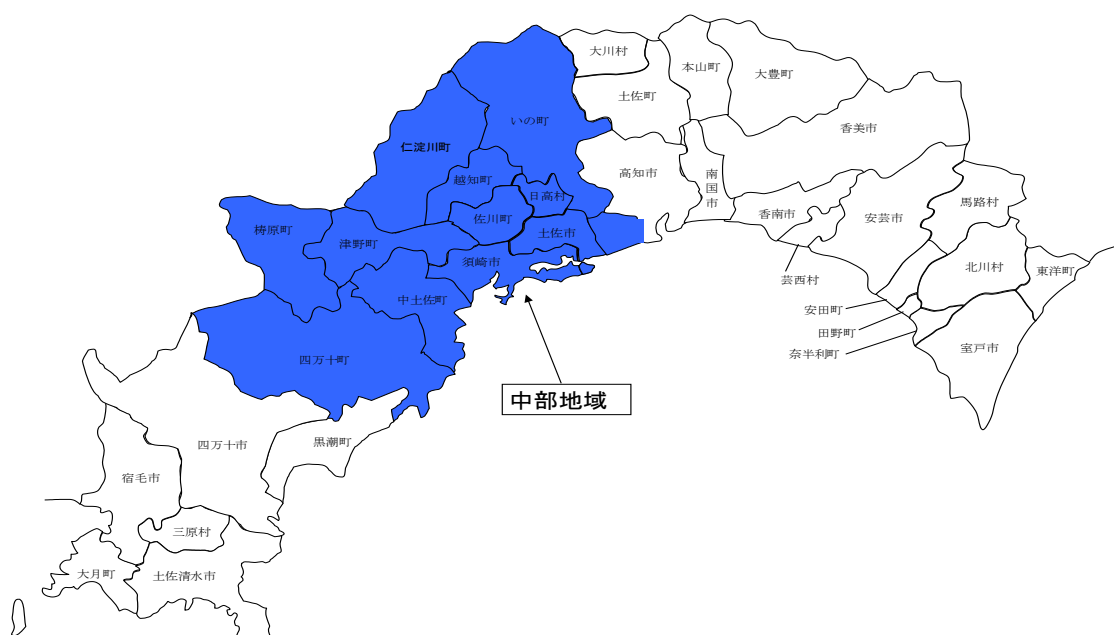 大川村
本山町
大豊町
土佐町
いの町
香美市
仁淀川町
高知市
越知町
南国市
日高村
馬路村
佐川町
香南市
安芸市
梼原町
土佐市
津野町
須崎市
北川村
東洋町
芸西村
中土佐町
安田町
田野町
室戸市
奈半利町
四万十町
中部地域
黒潮町
四万十市
宿毛市
三原村
大月町
土佐清水市